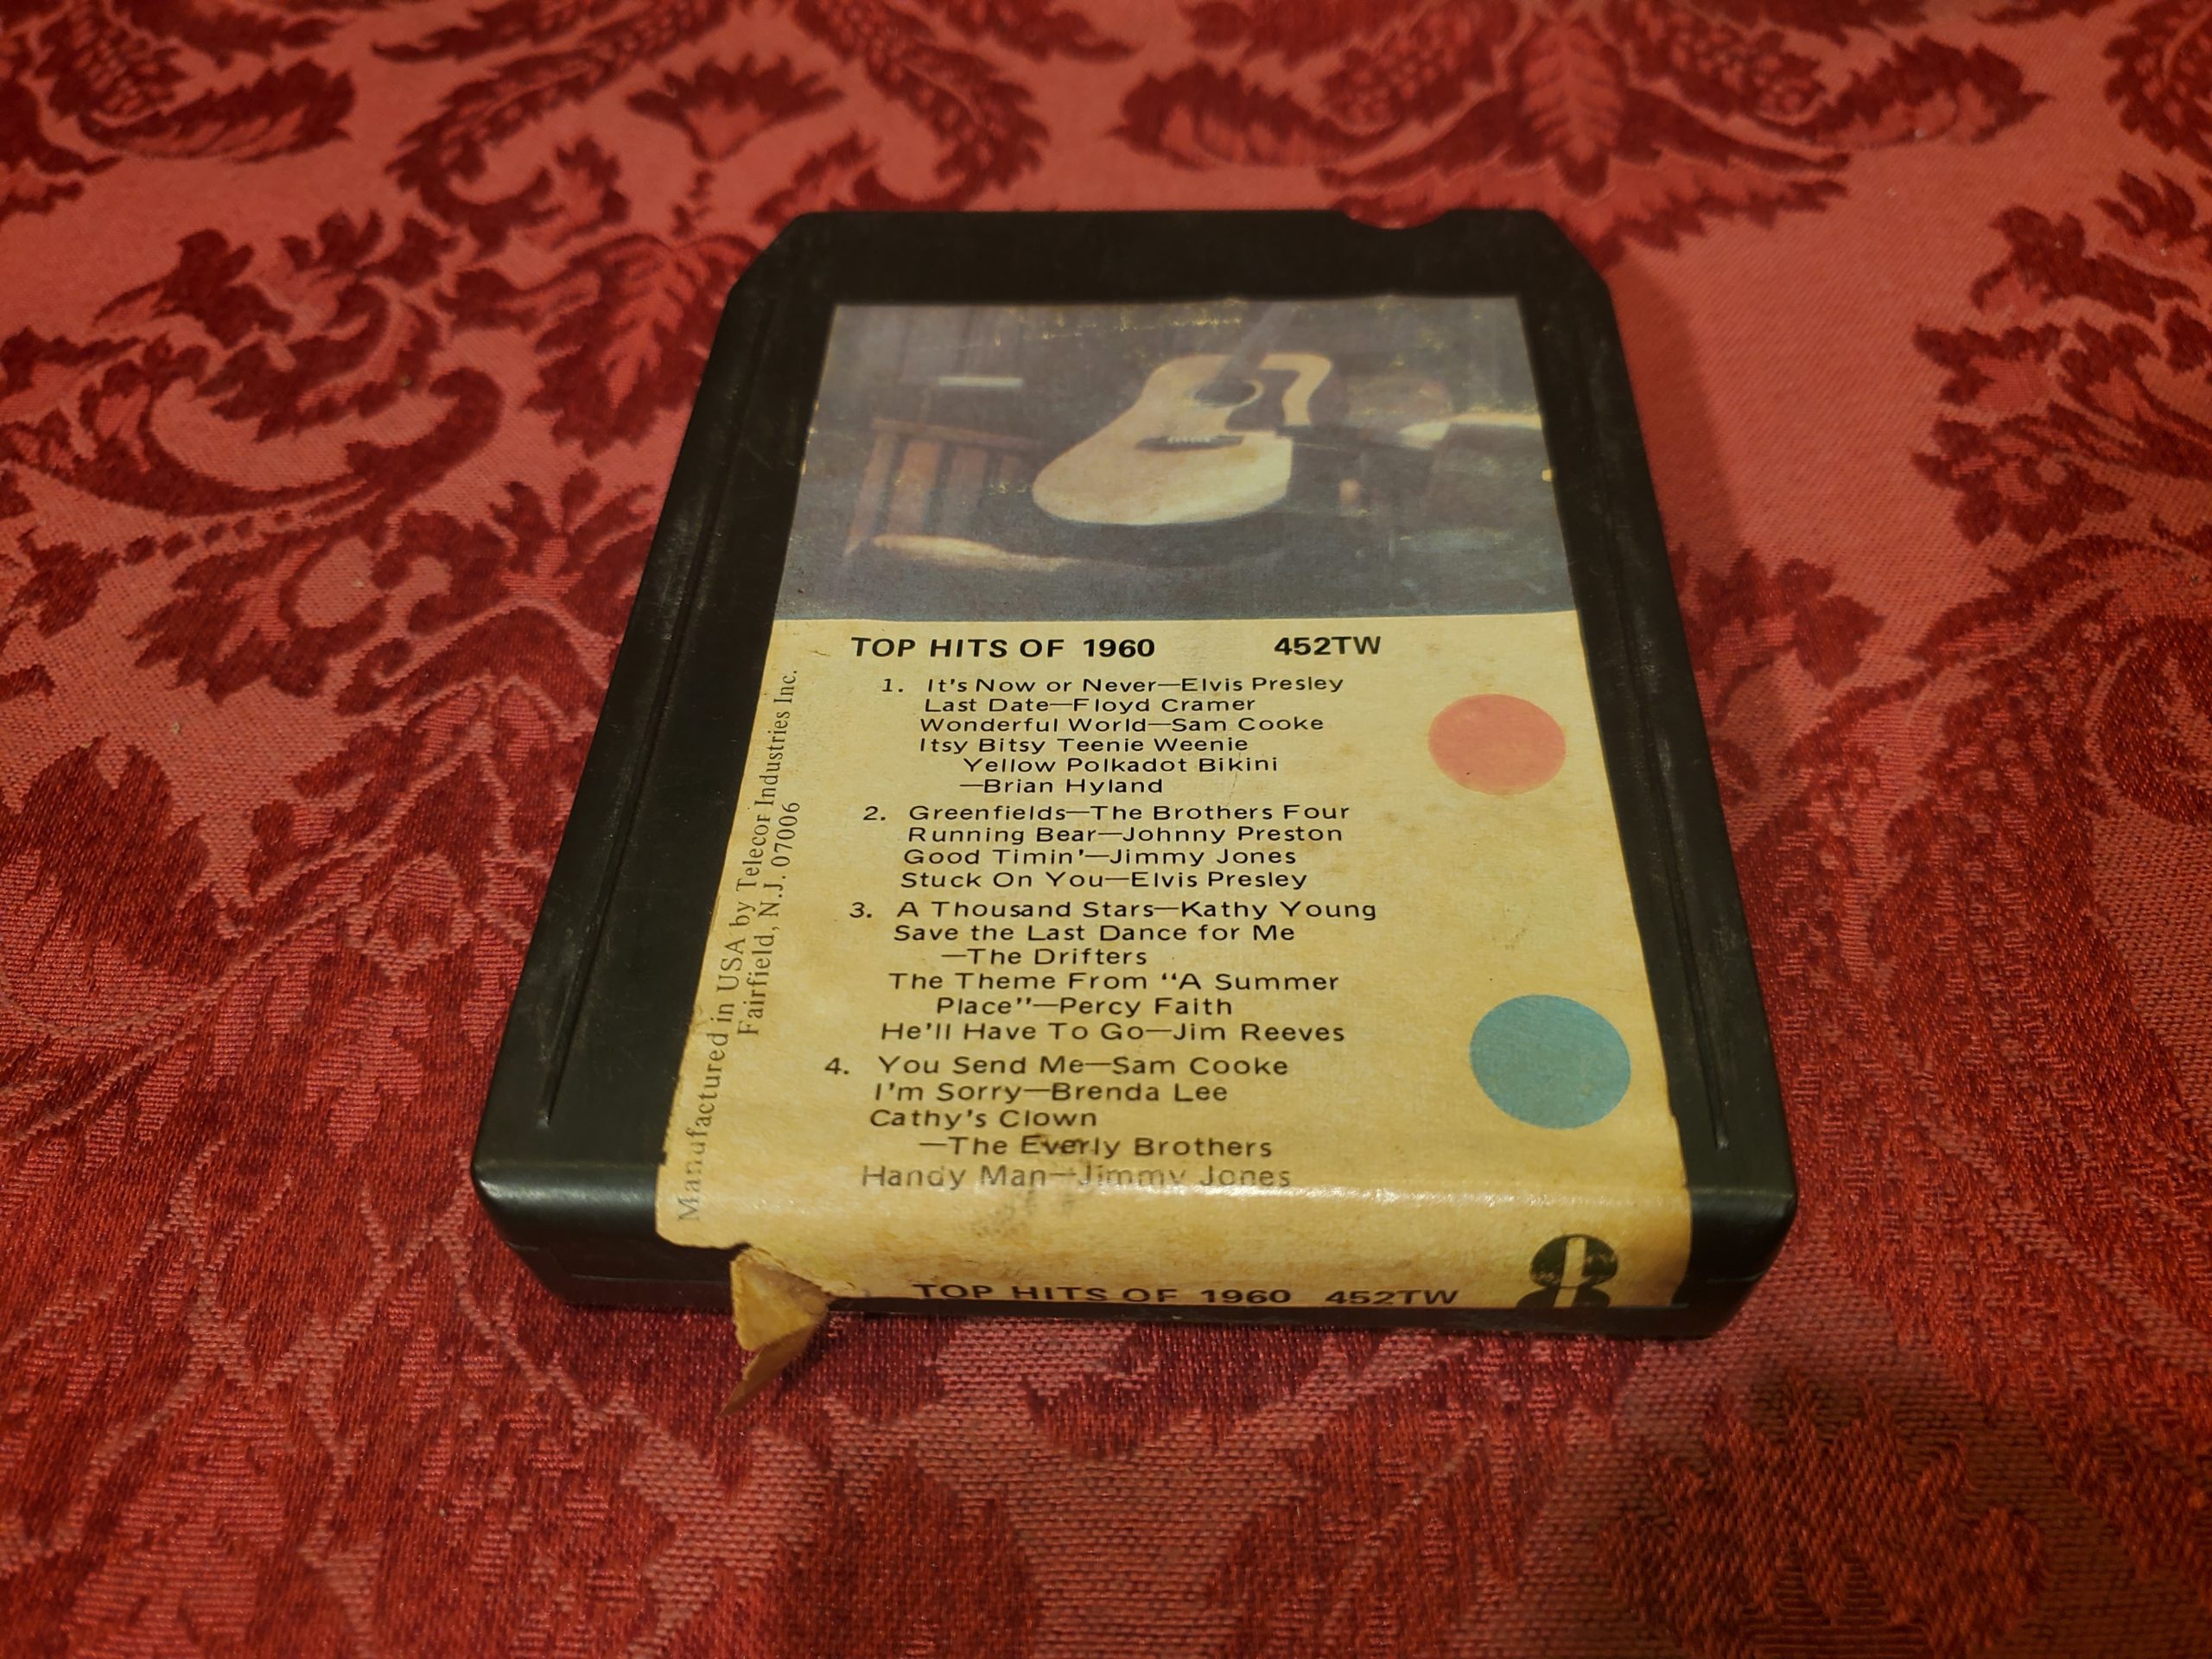 TOP HITS OF 1960 452TW
1. It's Now or Never—Elvis Presley
Last Date—Floyd Cramer
Wonderful World—Sam Cooke
Itsy Bitsy Teenie Weenie
Yellow Polkadot Bikini
—Brian Hyland
2. Greenfields—The Brothers Four
Running Bear—Johnny Preston
Good Timin'—Jimmy Jones
Stuck On You—Elvis Presley
3. A Thousand Stars—Kathy Young
Save the Last Dance for Me
—The Drifters
The Theme From "A Summer
Place"—Percy Faith
He'll Have To Go—Jim Reeves
4. You Send Me—Sam Cooke
I'm Sorry—Brenda Lee
Cathy's Clown
—The Everly Brothers
Handy Man—Jimmy Jones
Manufactured in USA by Telecor Industries Inc.
Fairfield, N.J. 07006
TOP HITS OF 1960 452TW
8